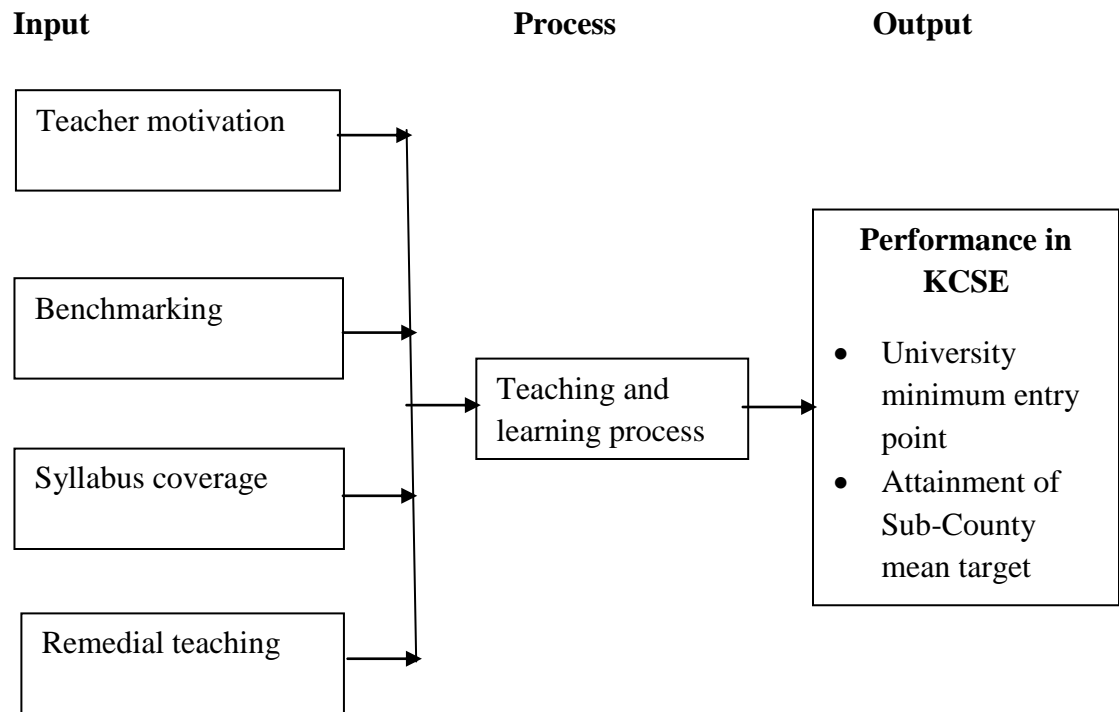 Input Process Output
Teacher motivation
Benchmarking
Syllabus coverage
Remedial teaching
Teaching and
learning process
Performance in
KCSE
• University
minimum entry
point
• Attainment of
Sub-County
mean target